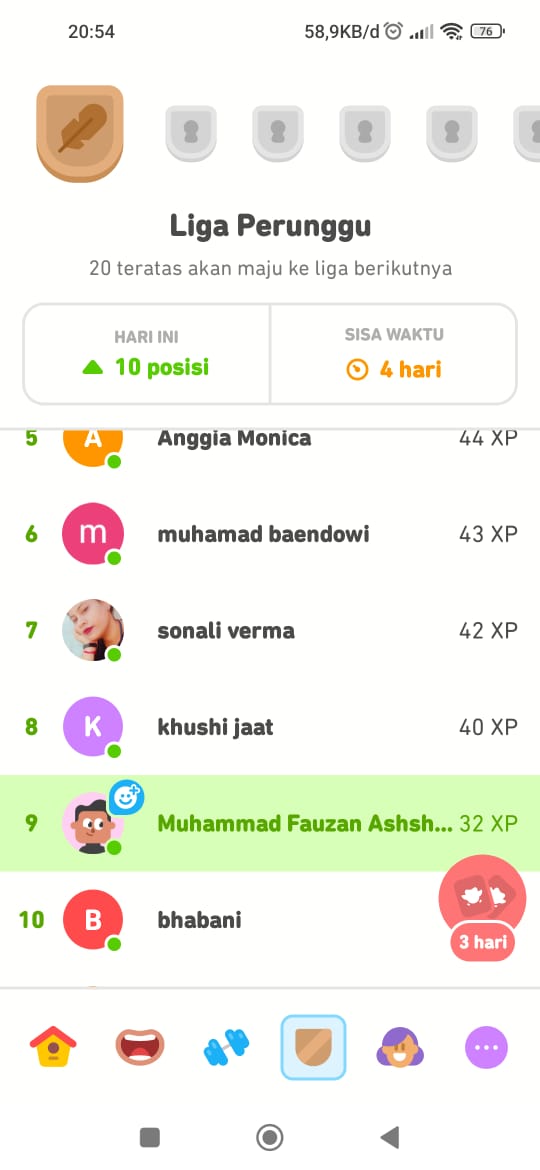 20:54
58,9KB/d
76
Liga Perunggu
20 teratas akan maju ke liga berikutnya
HARI INI
10 posisi
SISA WAKTU
4 hari
5 A Anggia Monica 44 XP
6 m muhamad baendowi 43 XP
7 sonali verma 42 XP
8 K khushi jaat 40 XP
9 Muhammad Fauzan Ashsh... 32 XP
10 B bhabani
3 hari